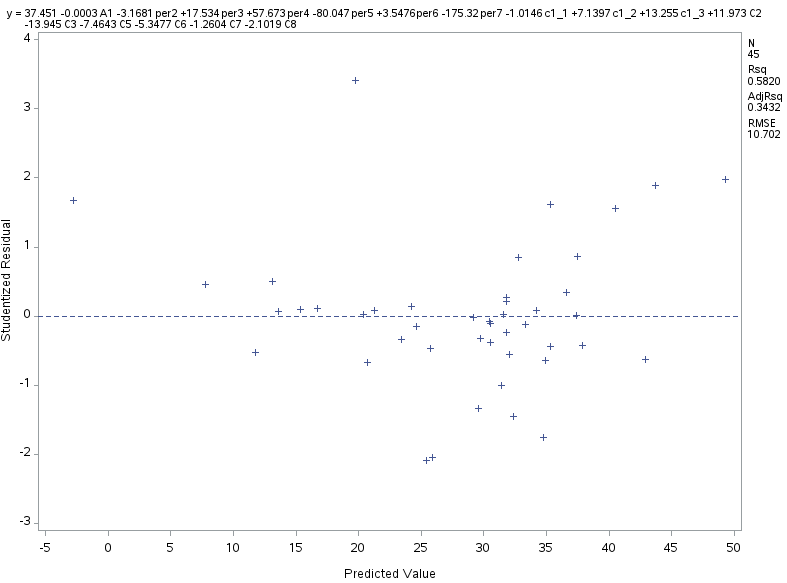 y = 37.451 -0.0003 A1 -3.1681 per2 +17.534 per3 +57.673 per4 -80.047 per5 +3.5476 per6 -175.32 per7 -1.0146 c1_1 +7.1397 c1_2 +13.255 c1_3 +11.973 C2
-13.945 C3 -7.4643 C5 -5.3477 C6 -1.2604 C7 -2.1019 C8
N
45
Rsq
0.5820
AdjRsq
0.3432
RMSE
10.702
4
3
2
1
0
-1
-2
-3
Studentized Residual
-5 0 5 10 15 20 25 30 35 40 45 50
Predicted Value